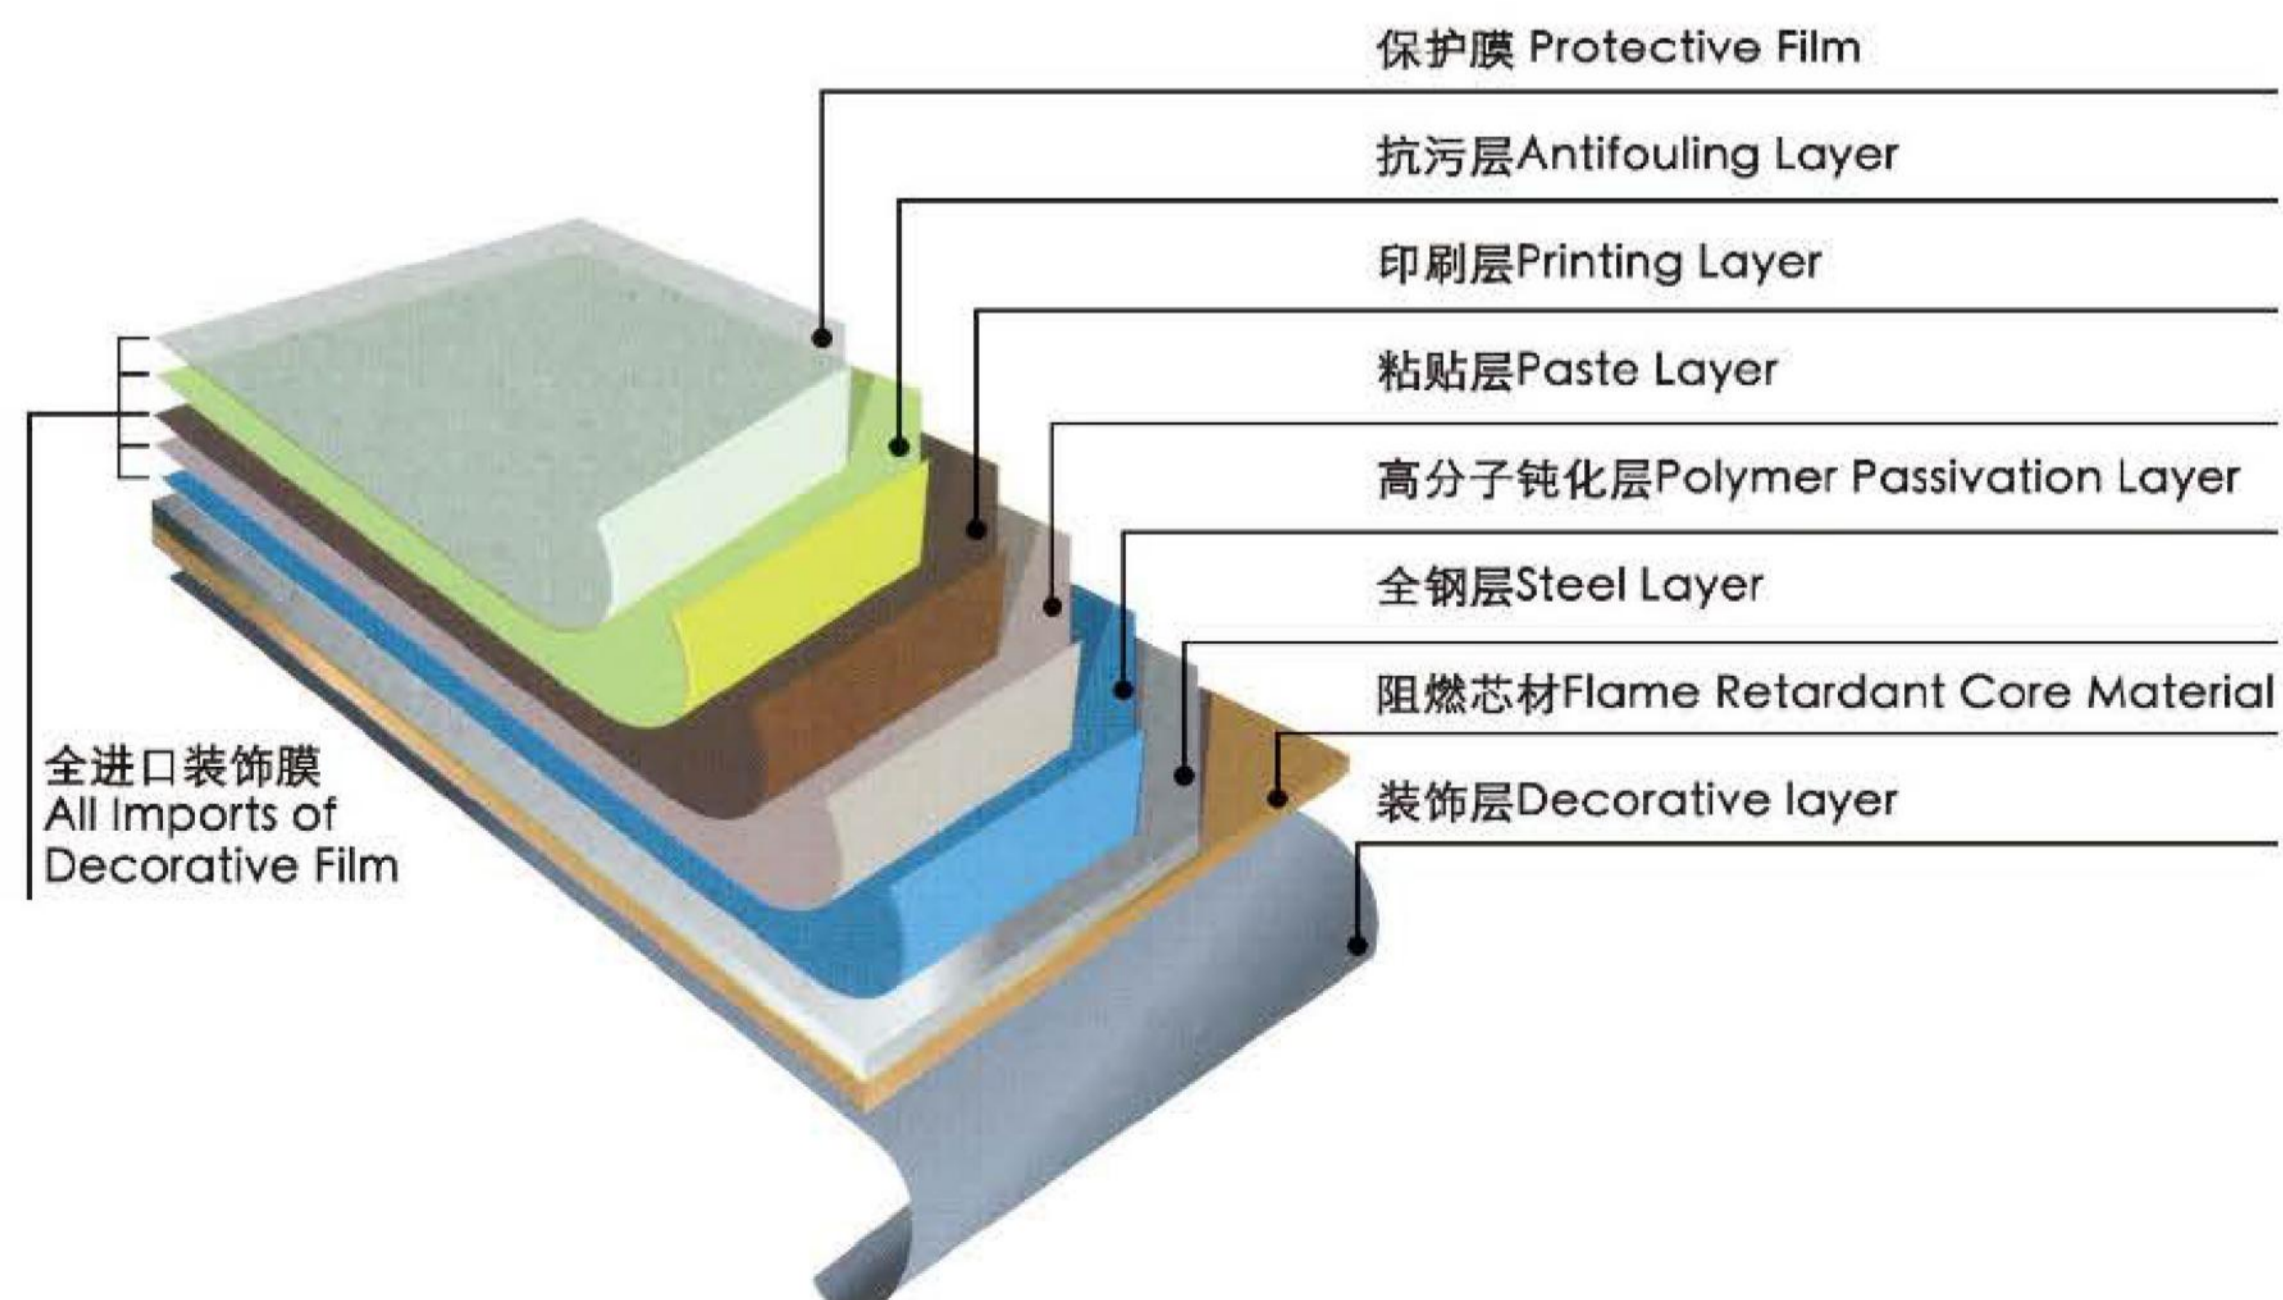 保护膜 Protective Film
抗污层Antifouling Layer
印刷层Printing Layer
粘贴层Paste Layer
高分子钝化层Polymer Passivation Layer
全钢层Steel Layer
阻燃芯材Flame Retardant Core Material
装饰层Decorative layer
全进口装饰膜
All Imports of
Decorative Film